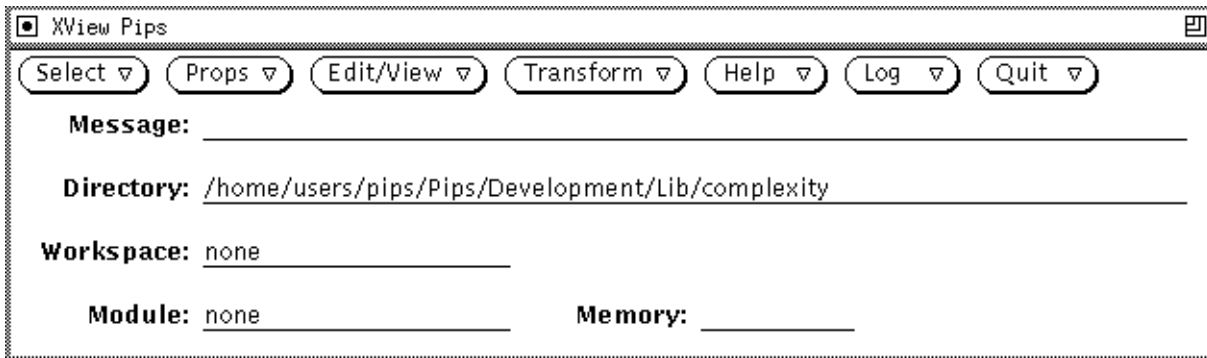 XView Pips
Select Props Edit/View Transform Help Log Quit
Message:
Directory: /home/users/pips/Pips/Development/Lib/complexity
Workspace: none
Module: none Memory: